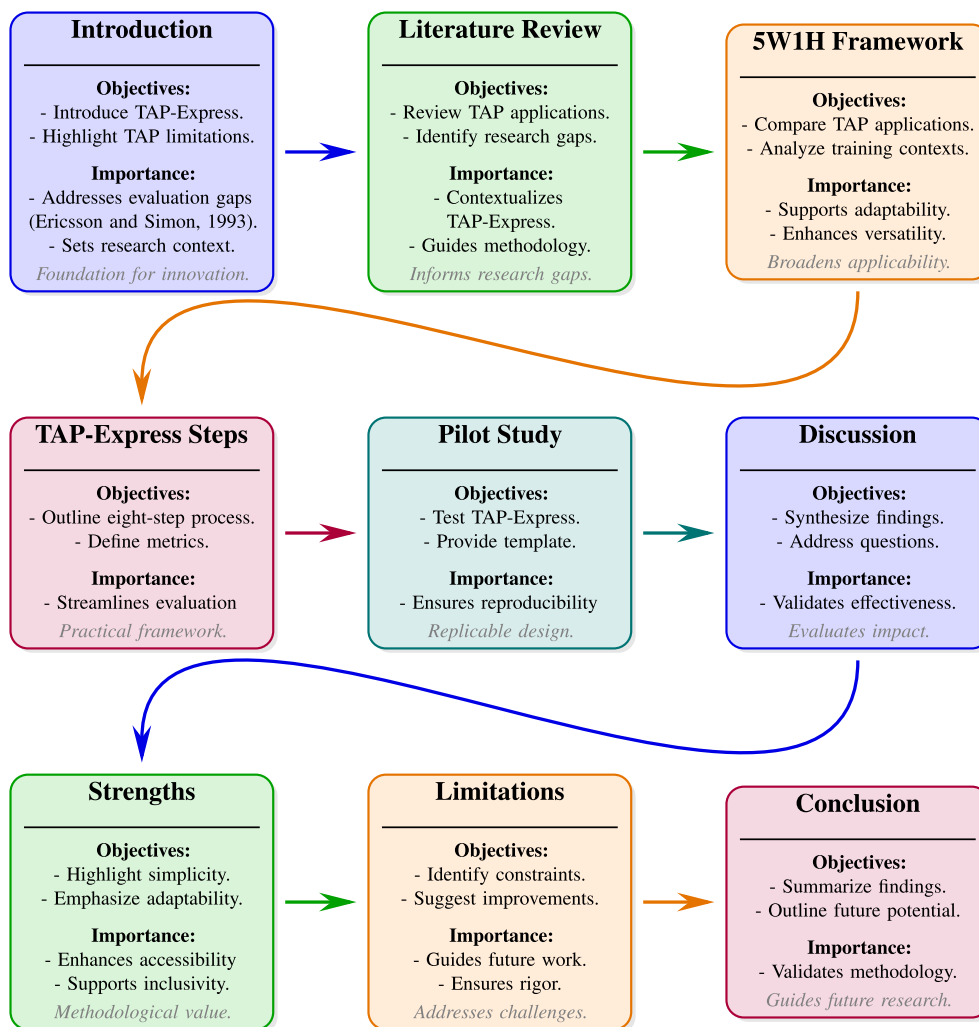 Introduction
Objectives:
- Introduce TAP-Express.
- Highlight TAP limitations.
Importance:
- Addresses evaluation gaps
(Ericsson and Simon, 1993).
- Sets research context.
Foundation for innovation.
Literature Review
Objectives:
- Review TAP applications.
- Identify research gaps.
Importance:
- Contextualizes
TAP-Express.
- Guides methodology.
Informs research gaps.
5W1H Framework
Objectives:
- Compare TAP applications.
- Analyze training contexts.
Importance:
- Supports adaptability.
- Enhances versatility.
Broadens applicability.
TAP-Express Steps
Objectives:
- Outline eight-step process.
- Define metrics.
Importance:
- Streamlines evaluation
Practical framework.
Pilot Study
Objectives:
- Test TAP-Express.
- Provide template.
Importance:
- Ensures reproducibility
Replicable design.
Discussion
Objectives:
- Synthesize findings.
- Address questions.
Importance:
- Validates effectiveness.
Evaluates impact.
Strengths
Objectives:
- Highlight simplicity.
- Emphasize adaptability.
Importance:
- Enhances accessibility
- Supports inclusivity.
Methodological value.
Limitations
Objectives:
- Identify constraints.
- Suggest improvements.
Importance:
- Guides future work.
- Ensures rigor.
Addresses challenges.
Conclusion
Objectives:
- Summarize findings.
- Outline future potential.
Importance:
- Validates methodology.
Guides future research.